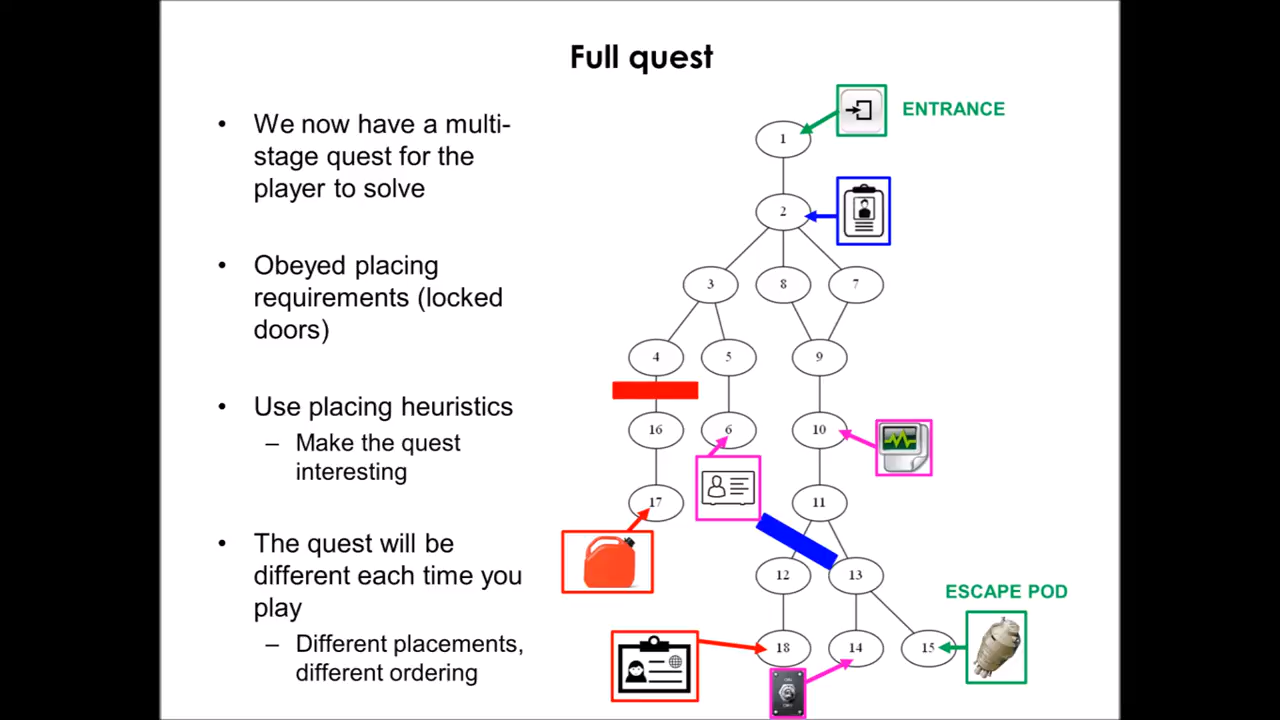 Full quest
• We now have a multi-
stage quest for the
player to solve
• Obeyed placing
requirements (locked
doors)
• Use placing heuristics
– Make the quest
interesting
• The quest will be
different each time you
play
– Different placements,
different ordering
ENTRANCE
1
2
3
8
7
4
5
9
16
6
10
17
11
12
13
ESCAPE POD
18
14
15